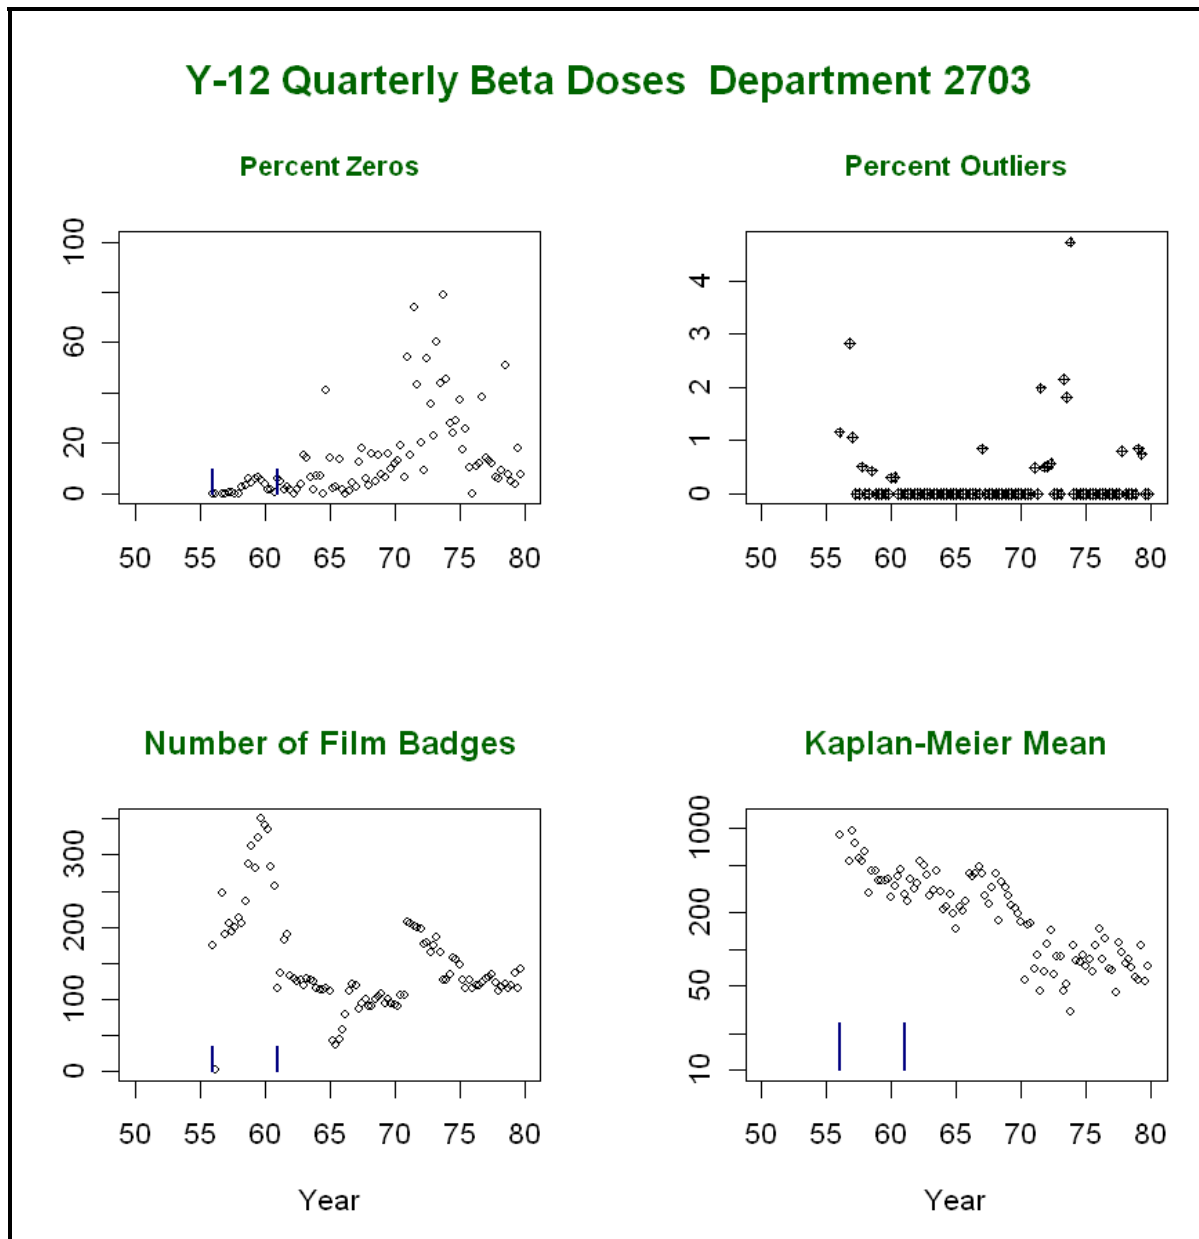 Y-12 Quarterly Beta Doses Department 2703
Percent Zeros
100
60
20
0
50 55 60 65 70 75 80
Percent Outliers
4
3
2
1
0
50 55 60 65 70 75 80
Number of Film Badges
300
200
100
0
50 55 60 65 70 75 80
Year
Kaplan-Meier Mean
1000
200
50
10
50 55 60 65 70 75 80
Year